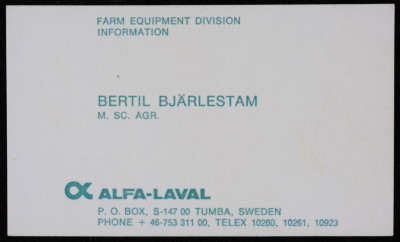 FARM EQUIPMENT DIVISION
INFORMATION
BERTIL BJÄRLESTAM
M. SC. AGR.
ALFA-LAVAL
P. O. BOX, S-147 00 TUMBA, SWEDEN
PHONE + 46-753 311 00, TELEX 10260, 10261, 10923